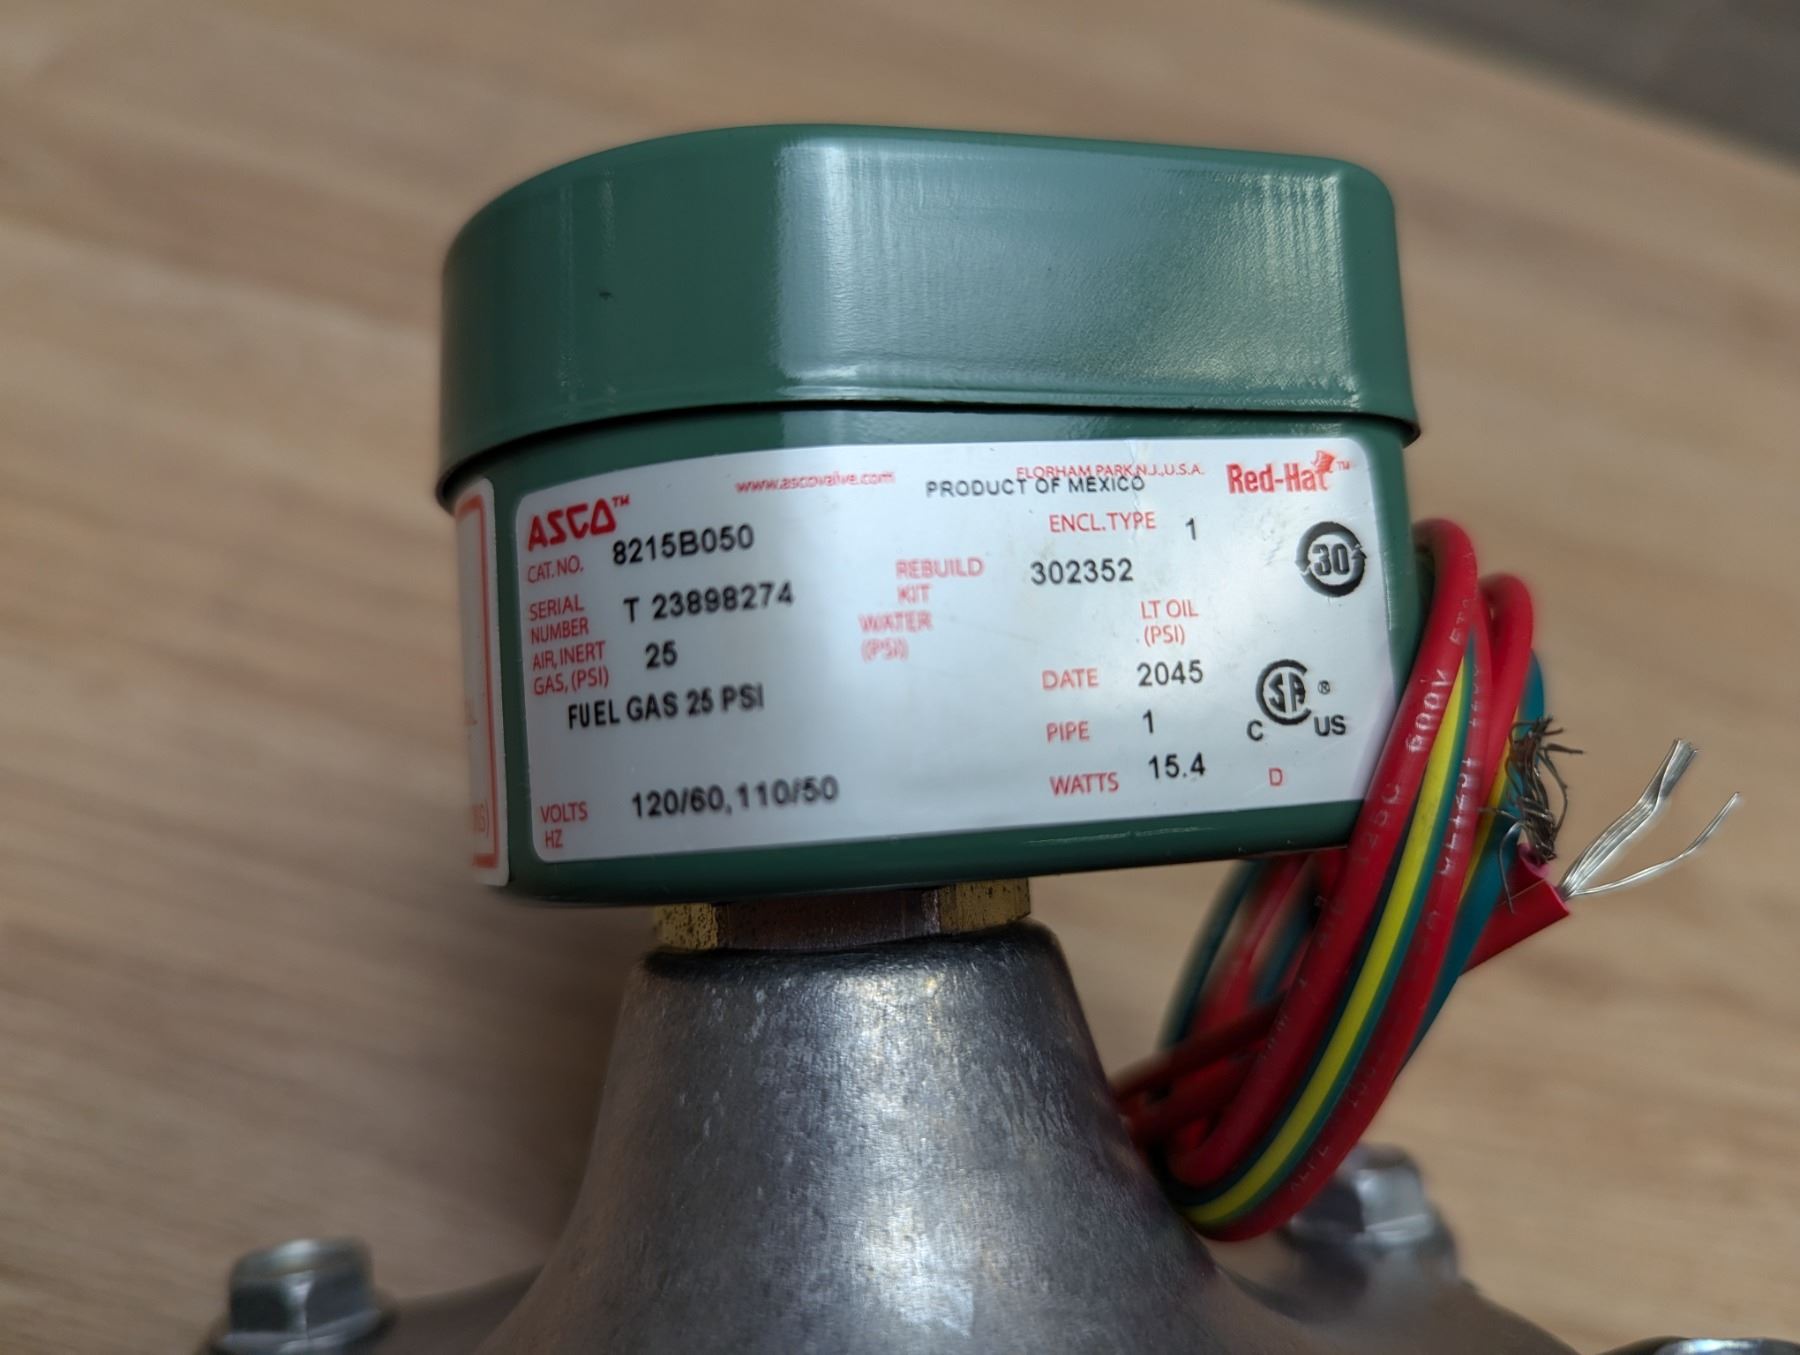 www.ascovalve.com
FLORHAM PARK, N.J., U.S.A.
PRODUCT OF MEXICO
Red-Hat™
ASCO™
CAT. NO. 8215B050
ENCL. TYPE 1
SERIAL NUMBER T 23898274
REBUILD KIT 302352
30
AIR, INERT GAS, (PSI) 25
WATER (PSI)
LT OIL (PSI)
FUEL GAS 25 PSI
DATE 2045
PIPE 1
C SA ® US
VOLTS HZ 120/60, 110/50
WATTS 15.4
D
600V
125C